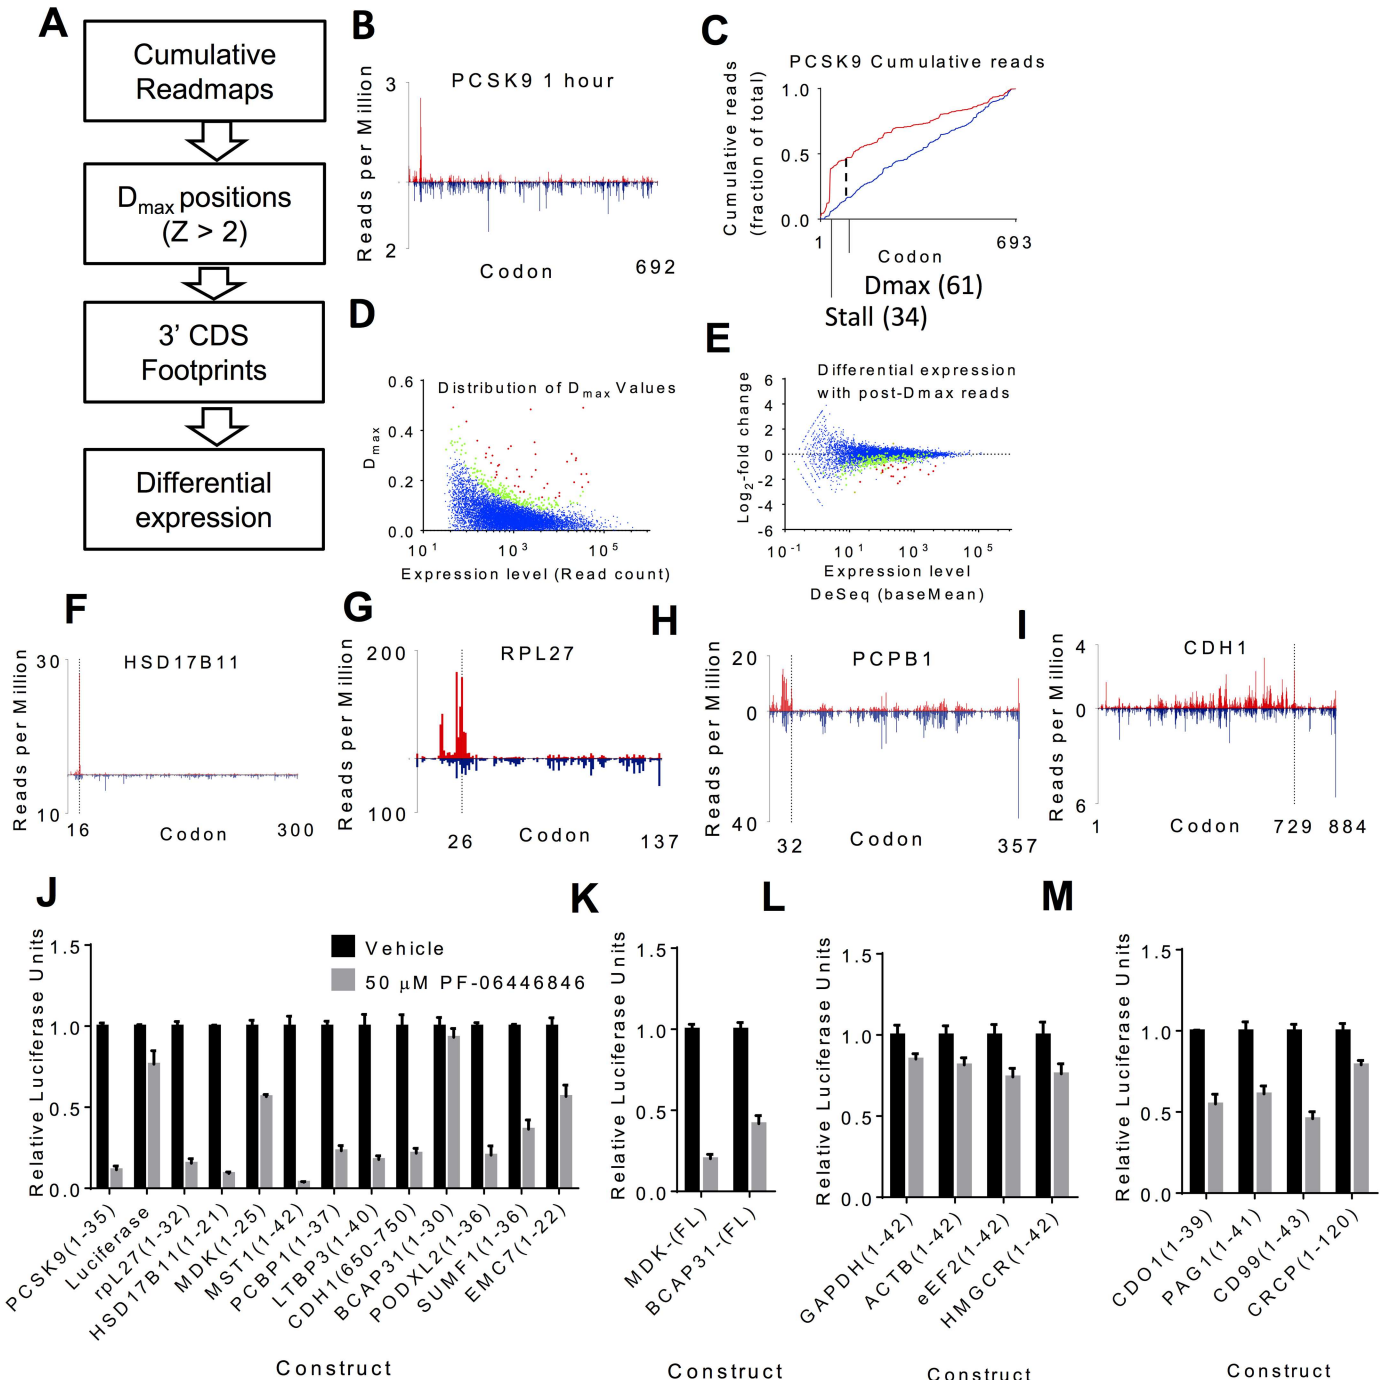 A
Cumulative
Readmaps
Dmax positions
(Z > 2)
3' CDS
Footprints
Differential
expression
B
PCSK9 1 hour
Reads per Million
3
2
Codon
692
C
PCSK9 Cumulative reads
Cumulative reads
(fraction of total)
1.0
0.5
0.0
1
693
Codon
Dmax (61)
Stall (34)
D
Distribution of Dmax Values
Dmax
0.6
0.4
0.2
0.0
10^1
10^3
10^5
Expression level (Read count)
E
Differential expression
with post-Dmax reads
Log2-fold change
6
4
2
0
-2
-4
-6
10^-1
10^1
10^3
10^5
Expression level
DeSeq (baseMean)
F
HSD17B11
Reads per Million
30
10
16
Codon
300
G
RPL27
Reads per Million
200
100
26
Codon
137
H
PCPB1
Reads per Million
20
0
40
32
Codon
357
I
CDH1
Reads per Million
4
0
6
1
Codon
729
884
J
Vehicle
50 µM PF-06446846
Relative Luciferase Units
1.5
1.0
0.5
0.0
PCSK9(1-35)
Luciferase
rpL27(1-32)
HSD17B11(1-21)
MDK(1-25)
MST1(1-42)
PCBP1(1-37)
LTBP3(1-40)
CDH1(650-750)
BCAP31(1-30)
PODXL2(1-36)
SUMF1(1-36)
EMC7(1-22)
Construct
K
Relative Luciferase Units
1.5
1.0
0.5
0.0
MDK-(FL)
BCAP31-(FL)
Construct
L
Relative Luciferase Units
1.5
1.0
0.5
0.0
GAPDH(1-42)
ACTB(1-42)
eEF2(1-42)
HMGCR(1-42)
Construct
M
Relative Luciferase Units
1.5
1.0
0.5
0.0
CDO1(1-39)
PAG1(1-41)
CD99(1-43)
CRCP(1-120)
Construct